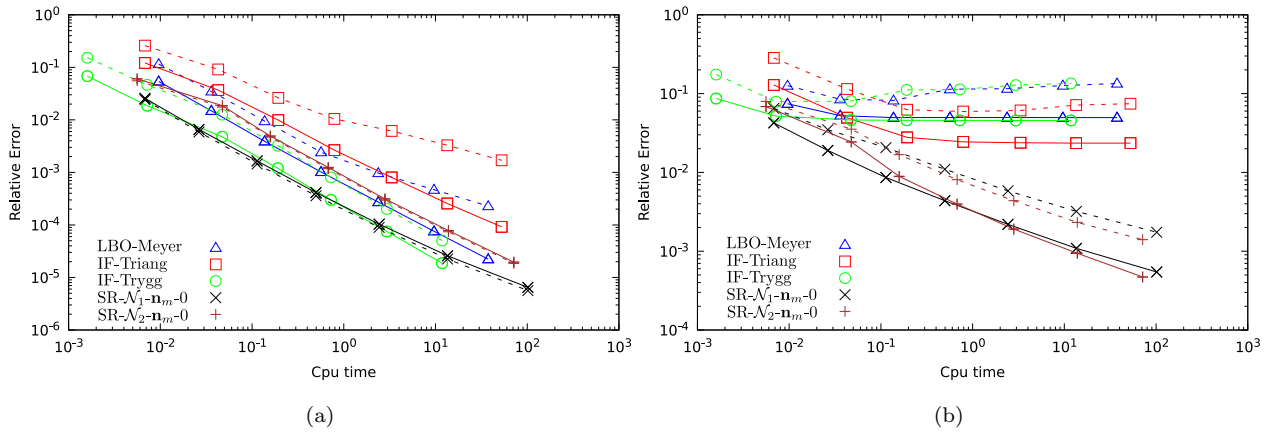 10^0
10^-1
10^-2
10^-3
10^-4
10^-5
10^-6
Relative Error
LBO-Meyer
IF-Triang
IF-Trygg
SR-𝒩₁-𝐧ₘ-0
SR-𝒩₂-𝐧ₘ-0
10^-3 10^-2 10^-1 10^0 10^1 10^2 10^3
Cpu time
(a)
10^0
10^-1
10^-2
10^-3
10^-4
Relative Error
LBO-Meyer
IF-Triang
IF-Trygg
SR-𝒩₁-𝐧ₘ-0
SR-𝒩₂-𝐧ₘ-0
10^-3 10^-2 10^-1 10^0 10^1 10^2 10^3
Cpu time
(b)